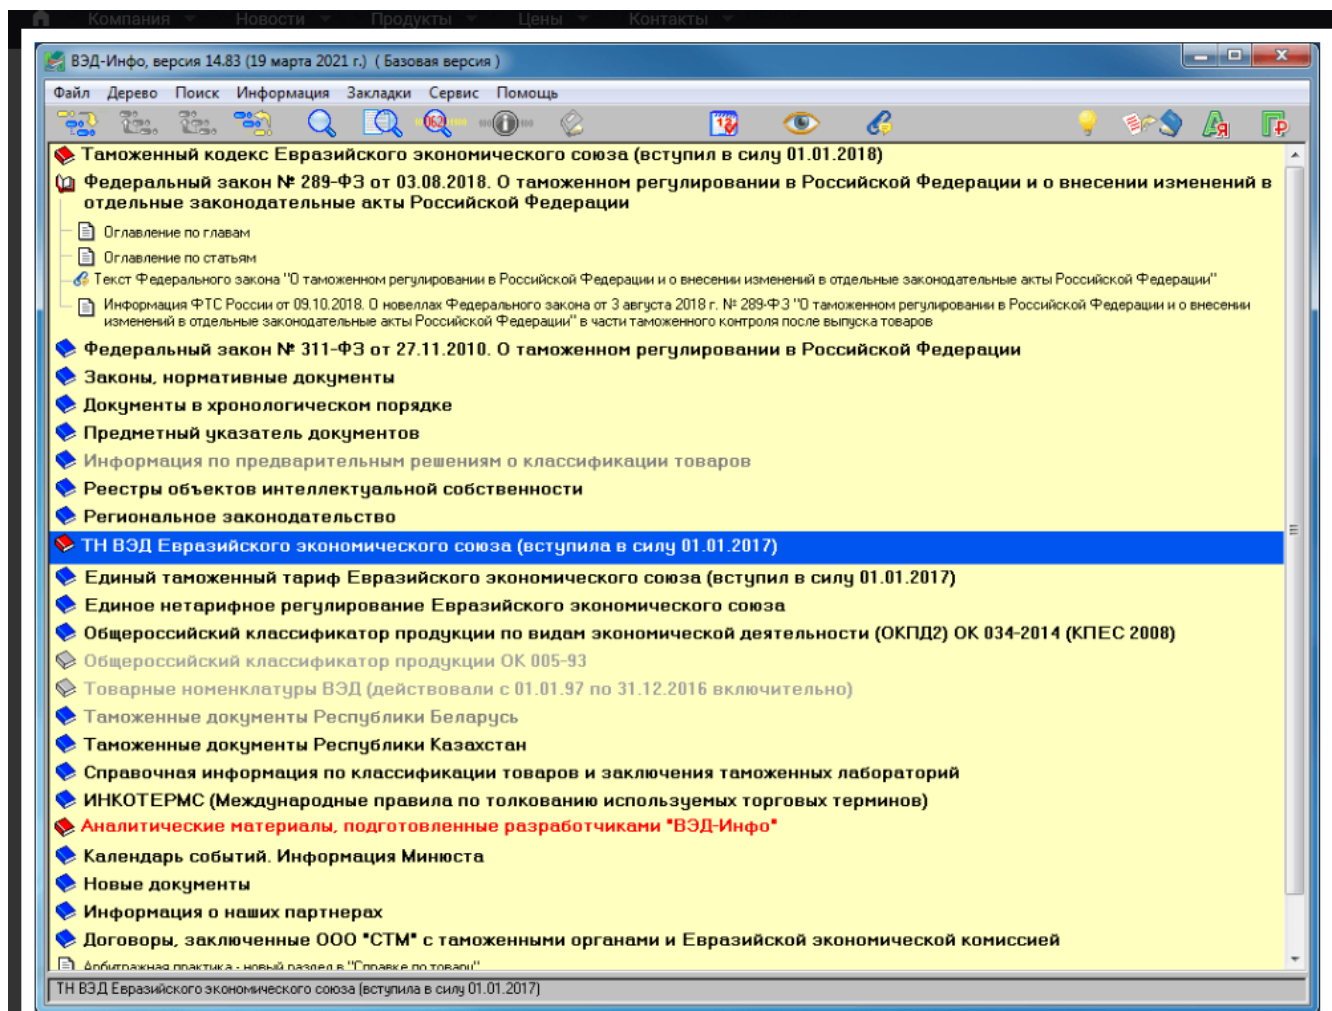 Компания Новости Продукты Цены Контакты
ВЭД-Инфо, версия 14.83 (19 марта 2021 г.) ( Базовая версия )
Файл Дерево Поиск Информация Закладки Сервис Помощь
Таможенный кодекс Евразийского экономического союза (вступил в силу 01.01.2018)
Федеральный закон № 289-ФЗ от 03.08.2018. О таможенном регулировании в Российской Федерации и о внесении изменений в
отдельные законодательные акты Российской Федерации
Оглавление по главам
Оглавление по статьям
Текст Федерального закона "О таможенном регулировании в Российской Федерации и о внесении изменений в отдельные законодательные акты Российской Федерации"
Информация ФТС России от 09.10.2018. О новеллах Федерального закона от 3 августа 2018 г. № 289-ФЗ "О таможенном регулировании в Российской Федерации и о внесении
изменений в отдельные законодательные акты Российской Федерации" в части таможенного контроля после выпуска товаров
Федеральный закон № 311-ФЗ от 27.11.2010. О таможенном регулировании в Российской Федерации
Законы, нормативные документы
Документы в хронологическом порядке
Предметный указатель документов
Информация по предварительным решениям о классификации товаров
Реестры объектов интеллектуальной собственности
Региональное законодательство
ТН ВЭД Евразийского экономического союза (вступила в силу 01.01.2017)
Единый таможенный тариф Евразийского экономического союза (вступил в силу 01.01.2017)
Единое нетарифное регулирование Евразийского экономического союза
Общероссийский классификатор продукции по видам экономической деятельности (ОКПД2) ОК 034-2014 (КПЕС 2008)
Общероссийский классификатор продукции ОК 005-93
Товарные номенклатуры ВЭД (действовали с 01.01.97 по 31.12.2016 включительно)
Таможенные документы Республики Беларусь
Таможенные документы Республики Казахстан
Справочная информация по классификации товаров и заключения таможенных лабораторий
ИНКОТЕРМС (Международные правила по толкованию используемых торговых терминов)
Аналитические материалы, подготовленные разработчиками "ВЭД-Инфо"
Календарь событий. Информация Минюста
Новые документы
Информация о наших партнерах
Договоры, заключенные ООО "СТМ" с таможенными органами и Евразийской экономической комиссией
Арбитражная практика - новый раздел в "Справке по товару"
ТН ВЭД Евразийского экономического союза (вступила в силу 01.01.2017)